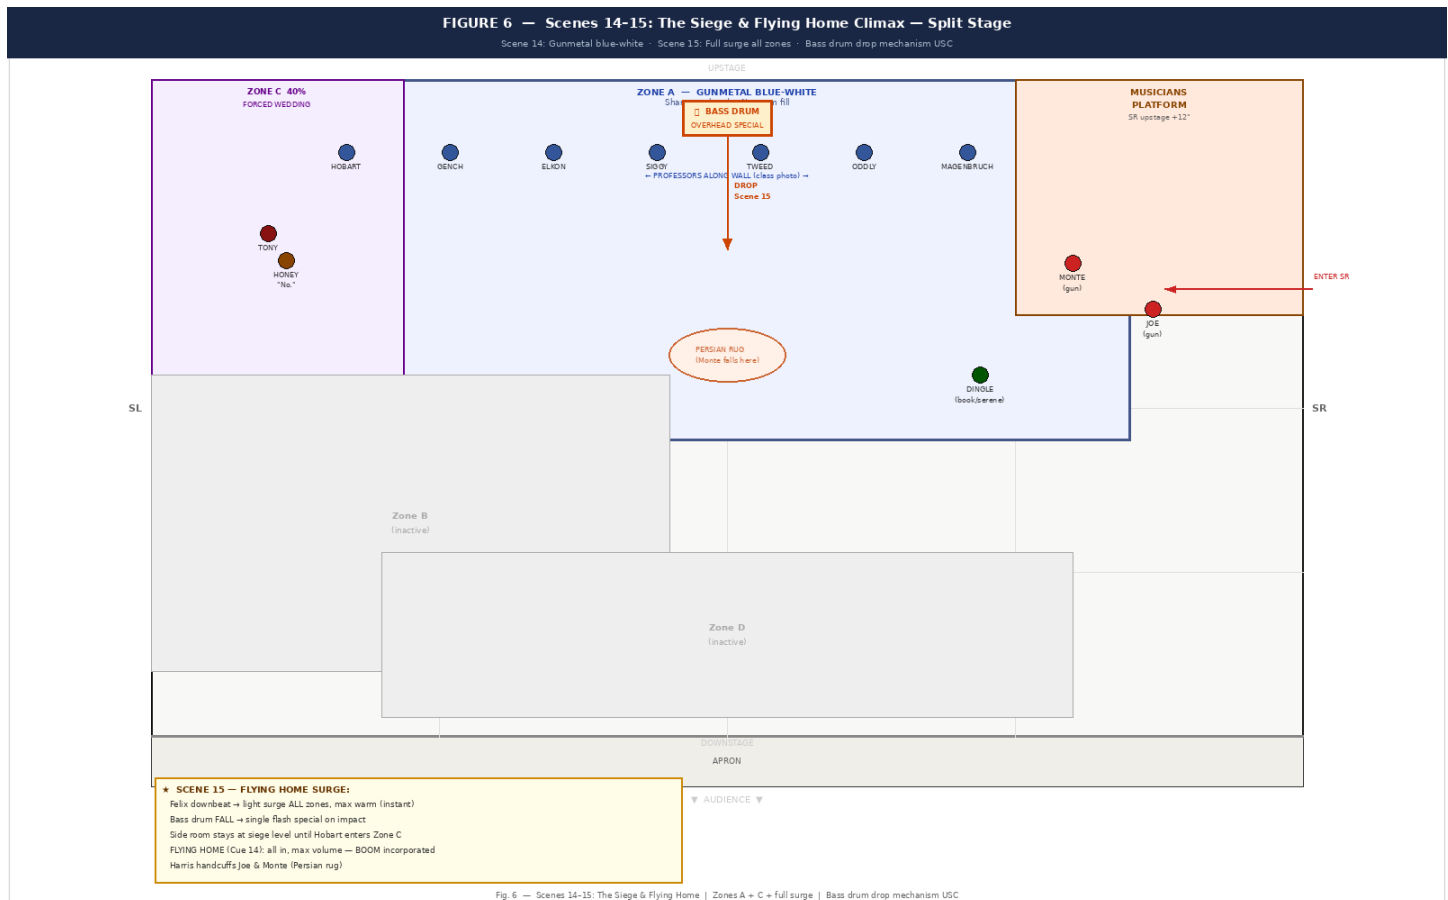 FIGURE 6 — Scenes 14–15: The Siege & Flying Home Climax — Split Stage
Scene 14: Gunmetal blue-white · Scene 15: Full surge all zones · Bass drum drop mechanism USC
UPSTAGE
ZONE C 40%
FORCED WEDDING
ZONE A — GUNMETAL BLUE-WHITE
fill
BASS DRUM
OVERHEAD SPECIAL
MUSICIANS
PLATFORM
SR upstage +12"
HOBART
GENCH
ELKON
SIGGY
TWEED
ODDLY
MAGENBRUCH
← PROFESSORS ALONG WALL (class photo) →
DROP
Scene 15
TONY
HONEY
"No."
MONTE
(gun)
ENTER SR
JOE
(gun)
PERSIAN RUG
(Monte falls here)
DINGLE
(book/serene)
SL
SR
Zone B
(inactive)
Zone D
(inactive)
DOWNSTAGE
APRON
★ SCENE 15 — FLYING HOME SURGE:
Felix downbeat → light surge ALL zones, max warm (instant)
Bass drum FALL → single flash special on impact
Side room stays at siege level until Hobart enters Zone C
FLYING HOME (Cue 14): all in, max volume — BOOM incorporated
Harris handcuffs Joe & Monte (Persian rug)
▼ AUDIENCE ▼
Fig. 6 — Scenes 14–15: The Siege & Flying Home | Zones A + C + full surge | Bass drum drop mechanism USC